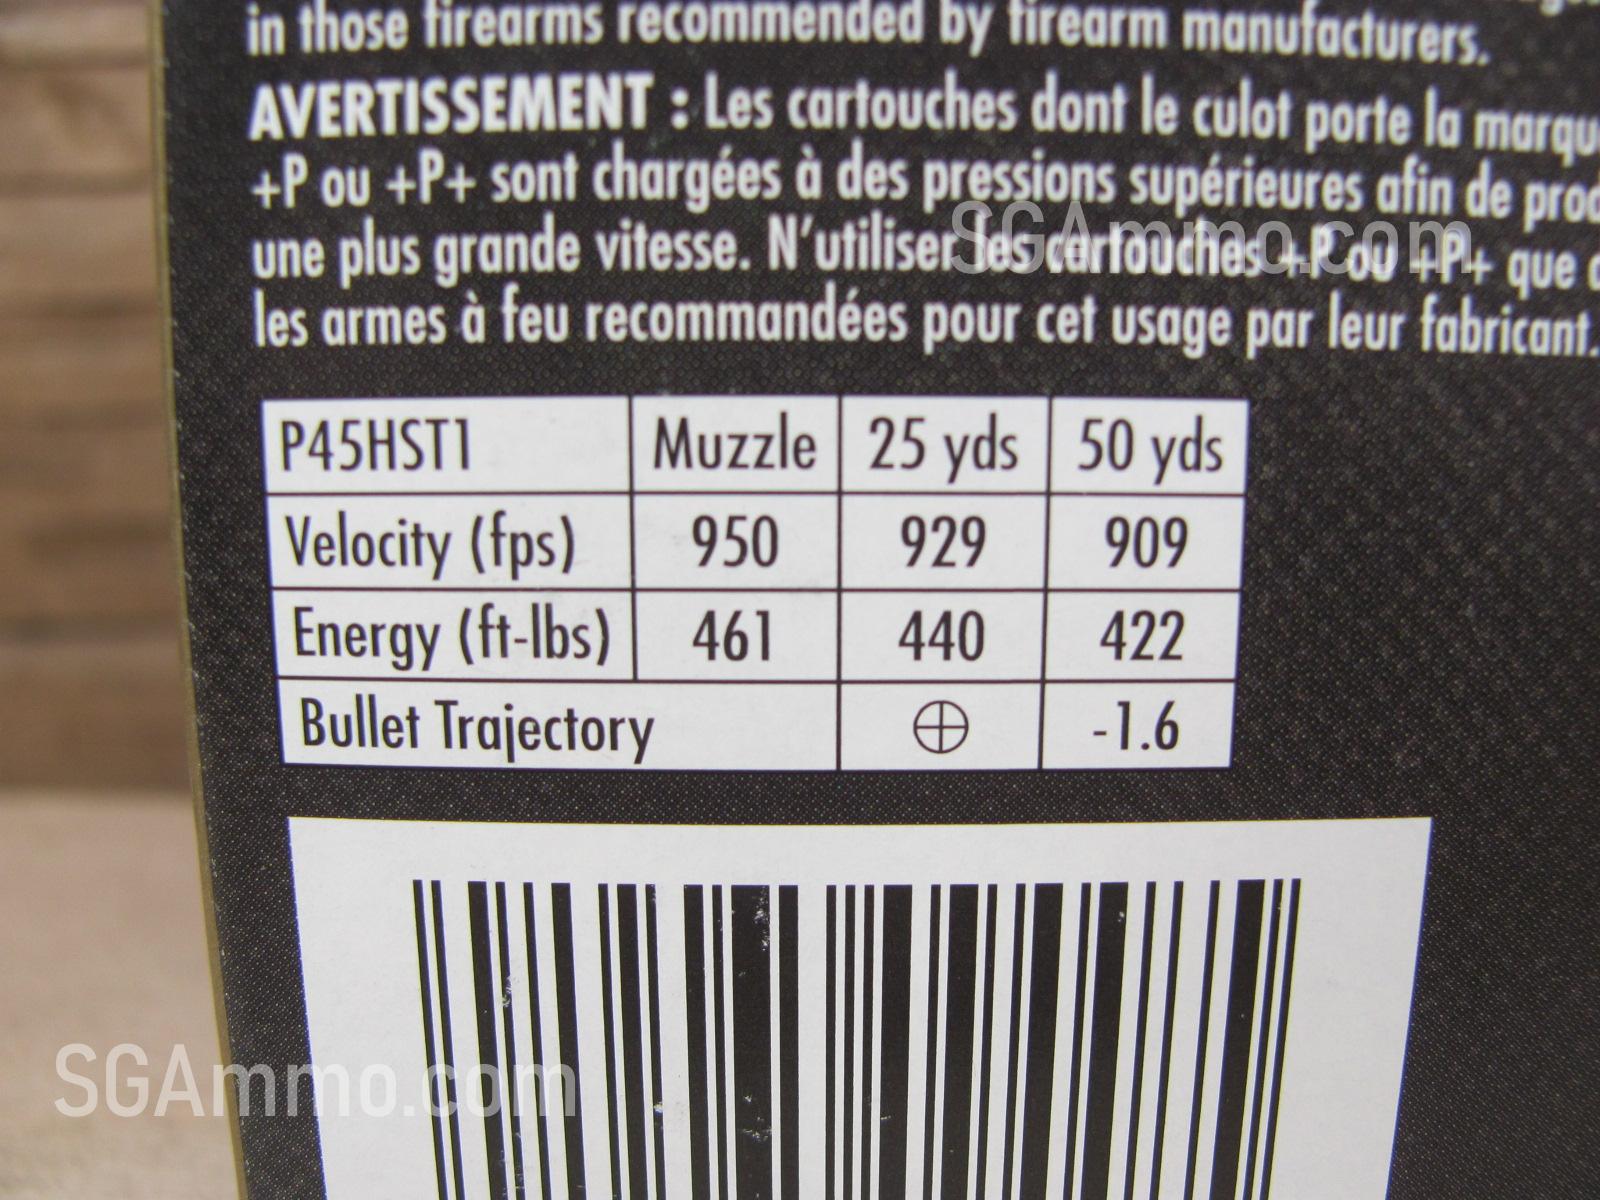 in those firearms recommended by firearm manufacturers.
AVERTISSEMENT : Les cartouches dont le culot porte la marqu
+P ou +P+ sont chargées à des pressions supérieures afin de prod
une plus grande vitesse. N'utiliser les cartouches +P ou +P+ que
les armes à feu recommandées pour cet usage par leur fabricant.
SGAmmo.com
P45HST1 Muzzle 25 yds 50 yds
Velocity (fps) 950 929 909
Energy (ft-lbs) 461 440 422
Bullet Trajectory ⊕ -1.6
SGAmmo.com